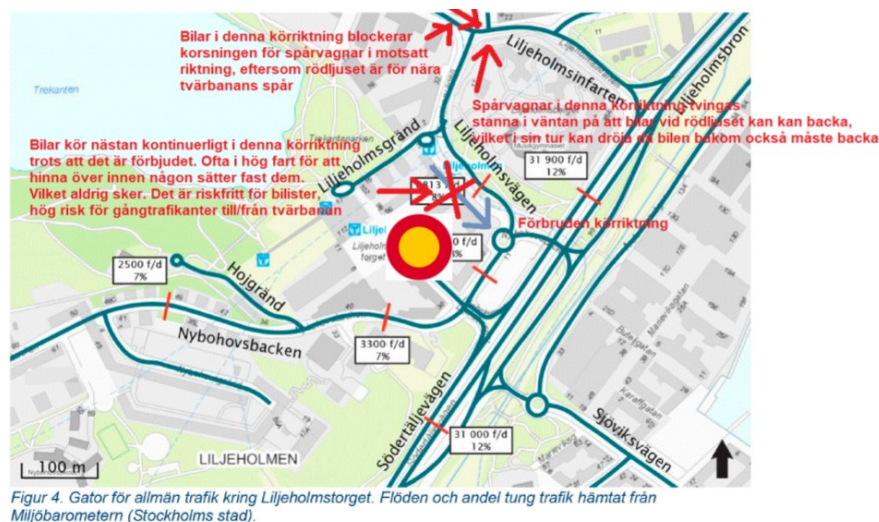 Bilar i denna körriktning blockerar
korsningen för spårvagnar i motsatt
riktning, eftersom rödljuset är för nära
tvärbanans spår
Liljeholmsinfarten
Liljeholmsbron
Trekanten
Spårvagnar i denna körriktning tvingas
stanna i väntan på att bilar vid rödljuset kan kan backa,
vilket i sin tur kan dröja då bilen bakom också måste backa
Bilar kör nästan kontinuerligt i denna körriktning
trots att det är förbjudet. Ofta i hög fart för att
hinna över innen någon sätter fast dem.
Vilket aldrig sker. Det är riskfritt för bilister,
hög risk för gångtrafikanter till/från tvärbanan
Trekantsparken
Liljeholmsgränd
Liljeholmsvägen
31 900 f/d
12%
Förbruden körriktning
2500 f/d
7%
Hojgränd
Nybohovsbacken
3300 f/d
7%
Södertäljevägen
31 000 f/d
12%
Sjöviksvägen
LILJEHOLMEN
100 m
Figur 4. Gator för allmän trafik kring Liljeholmstorget. Flöden och andel tung trafik hämtat från
Miljöbarometern (Stockholms stad).